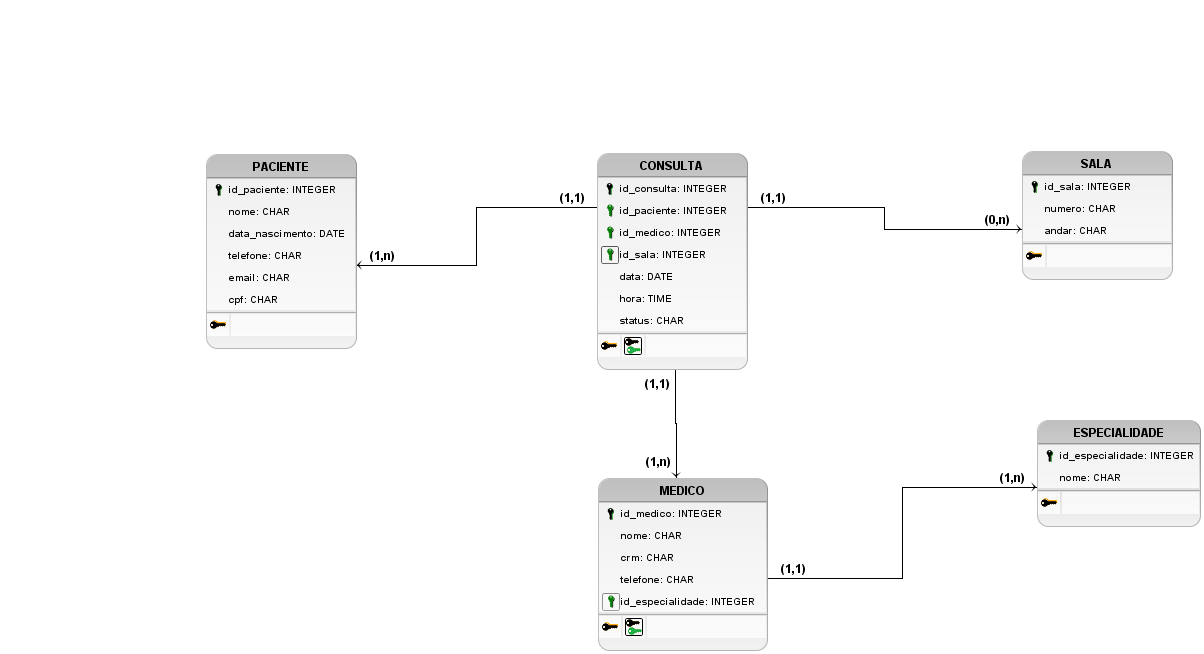 PACIENTE
id_paciente: INTEGER
nome: CHAR
data_nascimento: DATE
telefone: CHAR
email: CHAR
cpf: CHAR
(1,n)
(1,1)
CONSULTA
id_consulta: INTEGER
id_paciente: INTEGER
id_medico: INTEGER
id_sala: INTEGER
data: DATE
hora: TIME
status: CHAR
(1,1)
(0,n)
SALA
id_sala: INTEGER
numero: CHAR
andar: CHAR
(1,1)
(1,n)
MEDICO
id_medico: INTEGER
nome: CHAR
crm: CHAR
telefone: CHAR
id_especialidade: INTEGER
(1,1)
(1,n)
ESPECIALIDADE
id_especialidade: INTEGER
nome: CHAR